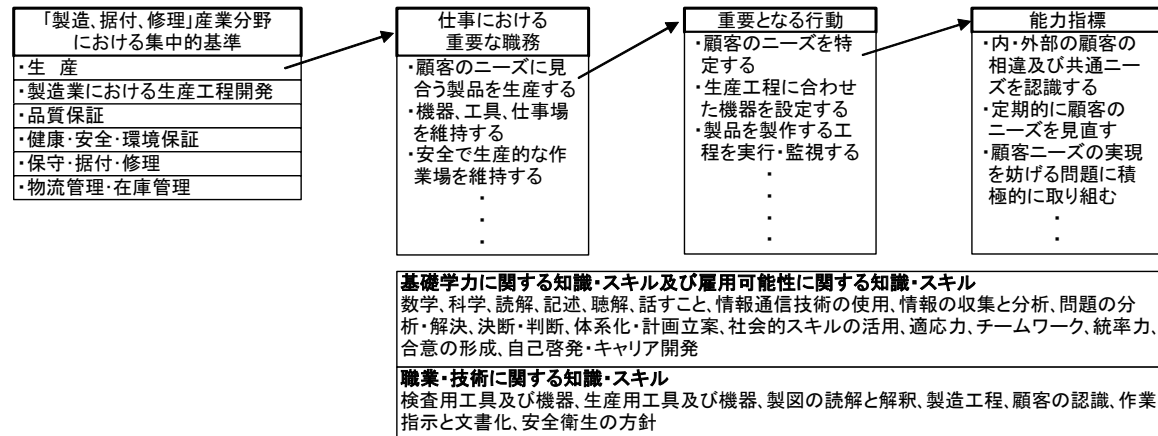 「製造、据付、修理」産業分野
における集中的基準
・生　産
・製造業における生産工程開発
・品質保証
・健康・安全・環境保証
・保守・据付・修理
・物流管理・在庫管理
仕事における
重要な職務
・顧客のニーズに見
合う製品を生産する
・機器、工具、仕事場
を維持する
・安全で生産的な作
業場を維持する
・
・
・
重要となる行動
・顧客のニーズを特
定する
・生産工程に合わせ
た機器を設定する
・製品を製作する工
程を実行・監視する
・
・
・
・
能力指標
・内・外部の顧客の
相違及び共通ニー
ズを認識する
・定期的に顧客の
ニーズを見直す
・顧客ニーズの実現
を妨げる問題に積
極的に取り組む
・
・
基礎学力に関する知識・スキル及び雇用可能性に関する知識・スキル
数学、科学、読解、記述、聴解、話すこと、情報通信技術の使用、情報の収集と分析、問題の分
析・解決、決断・判断、体系化・計画立案、社会的スキルの活用、適応力、チームワーク、統率力、
合意の形成、自己啓発・キャリア開発
職業・技術に関する知識・スキル
検査用工具及び機器、生産用工具及び機器、製図の読解と解釈、製造工程、顧客の認識、作業
指示と文書化、安全衛生の方針